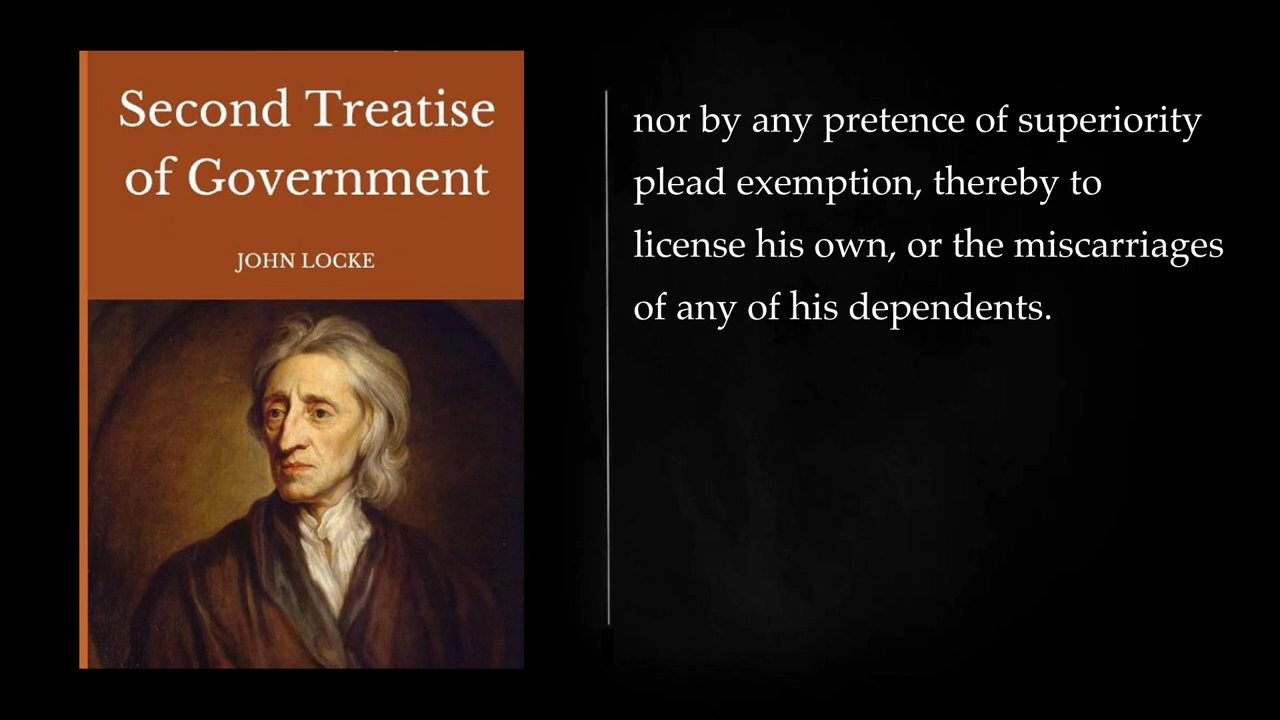 Second Treatise
of Government
JOHN LOCKE
nor by any pretence of superiority
plead exemption, thereby to
license his own, or the miscarriages
of any of his dependents.